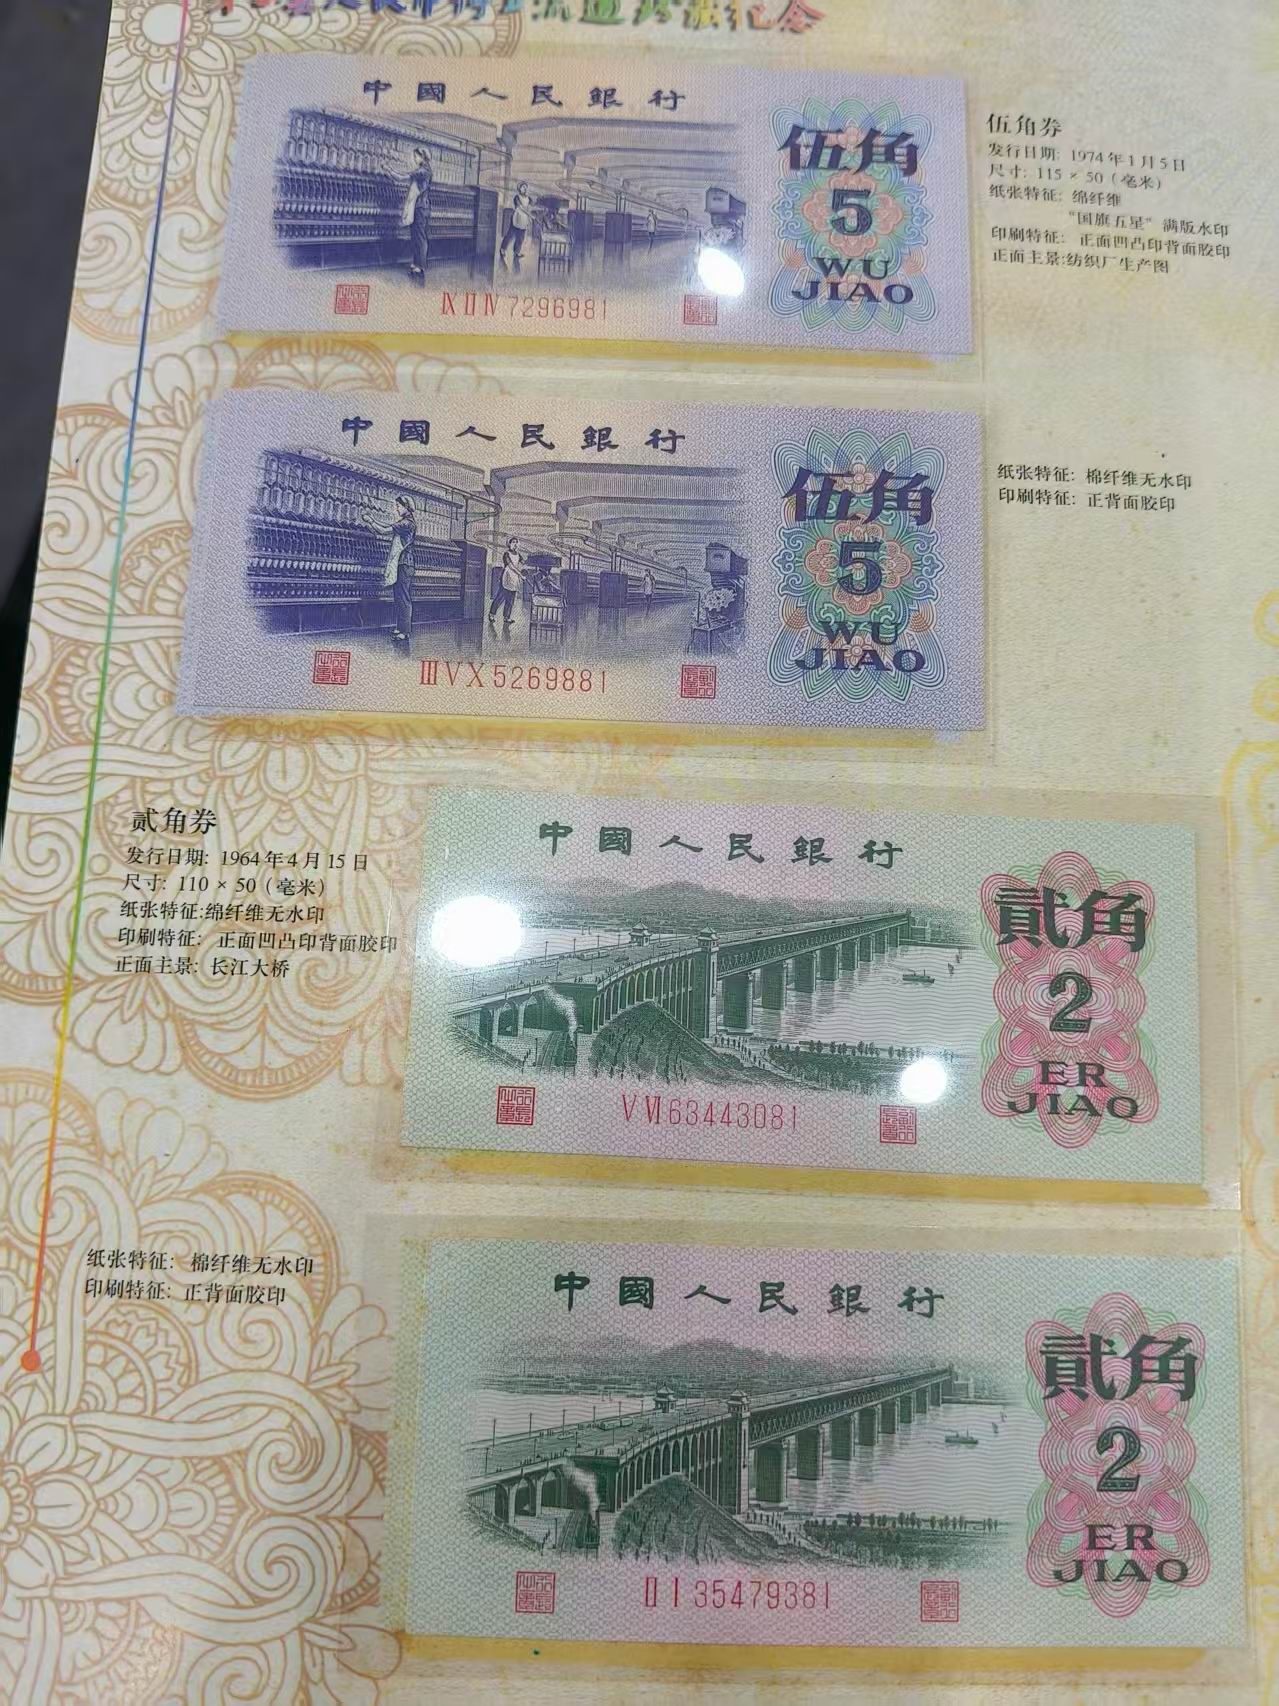 流通珍藏纪念
中國人民銀行
伍角
5
WU
JIAO
ⅨⅡⅣ7296981
伍角券
发行日期: 1974年1月5日
尺寸: 115 × 50 (毫米)
纸张特征: 绵纤维
"国旗五星" 满版水印
印刷特征: 正面凹凸印背面胶印
正面主景:纺织厂生产图
中國人民銀行
伍角
5
WU
JIAO
ⅢⅤⅩ5269881
纸张特征: 棉纤维无水印
印刷特征: 正背面胶印
贰角券
发行日期: 1964年4月15日
尺寸: 110 × 50 (毫米)
纸张特征:绵纤维无水印
印刷特征: 正面凹凸印背面胶印
正面主景: 长江大桥
中國人民銀行
貳角
2
ER
JIAO
ⅤⅥ63443081
纸张特征: 棉纤维无水印
印刷特征: 正背面胶印
中國人民銀行
貳角
2
ER
JIAO
ⅡⅠ35479381